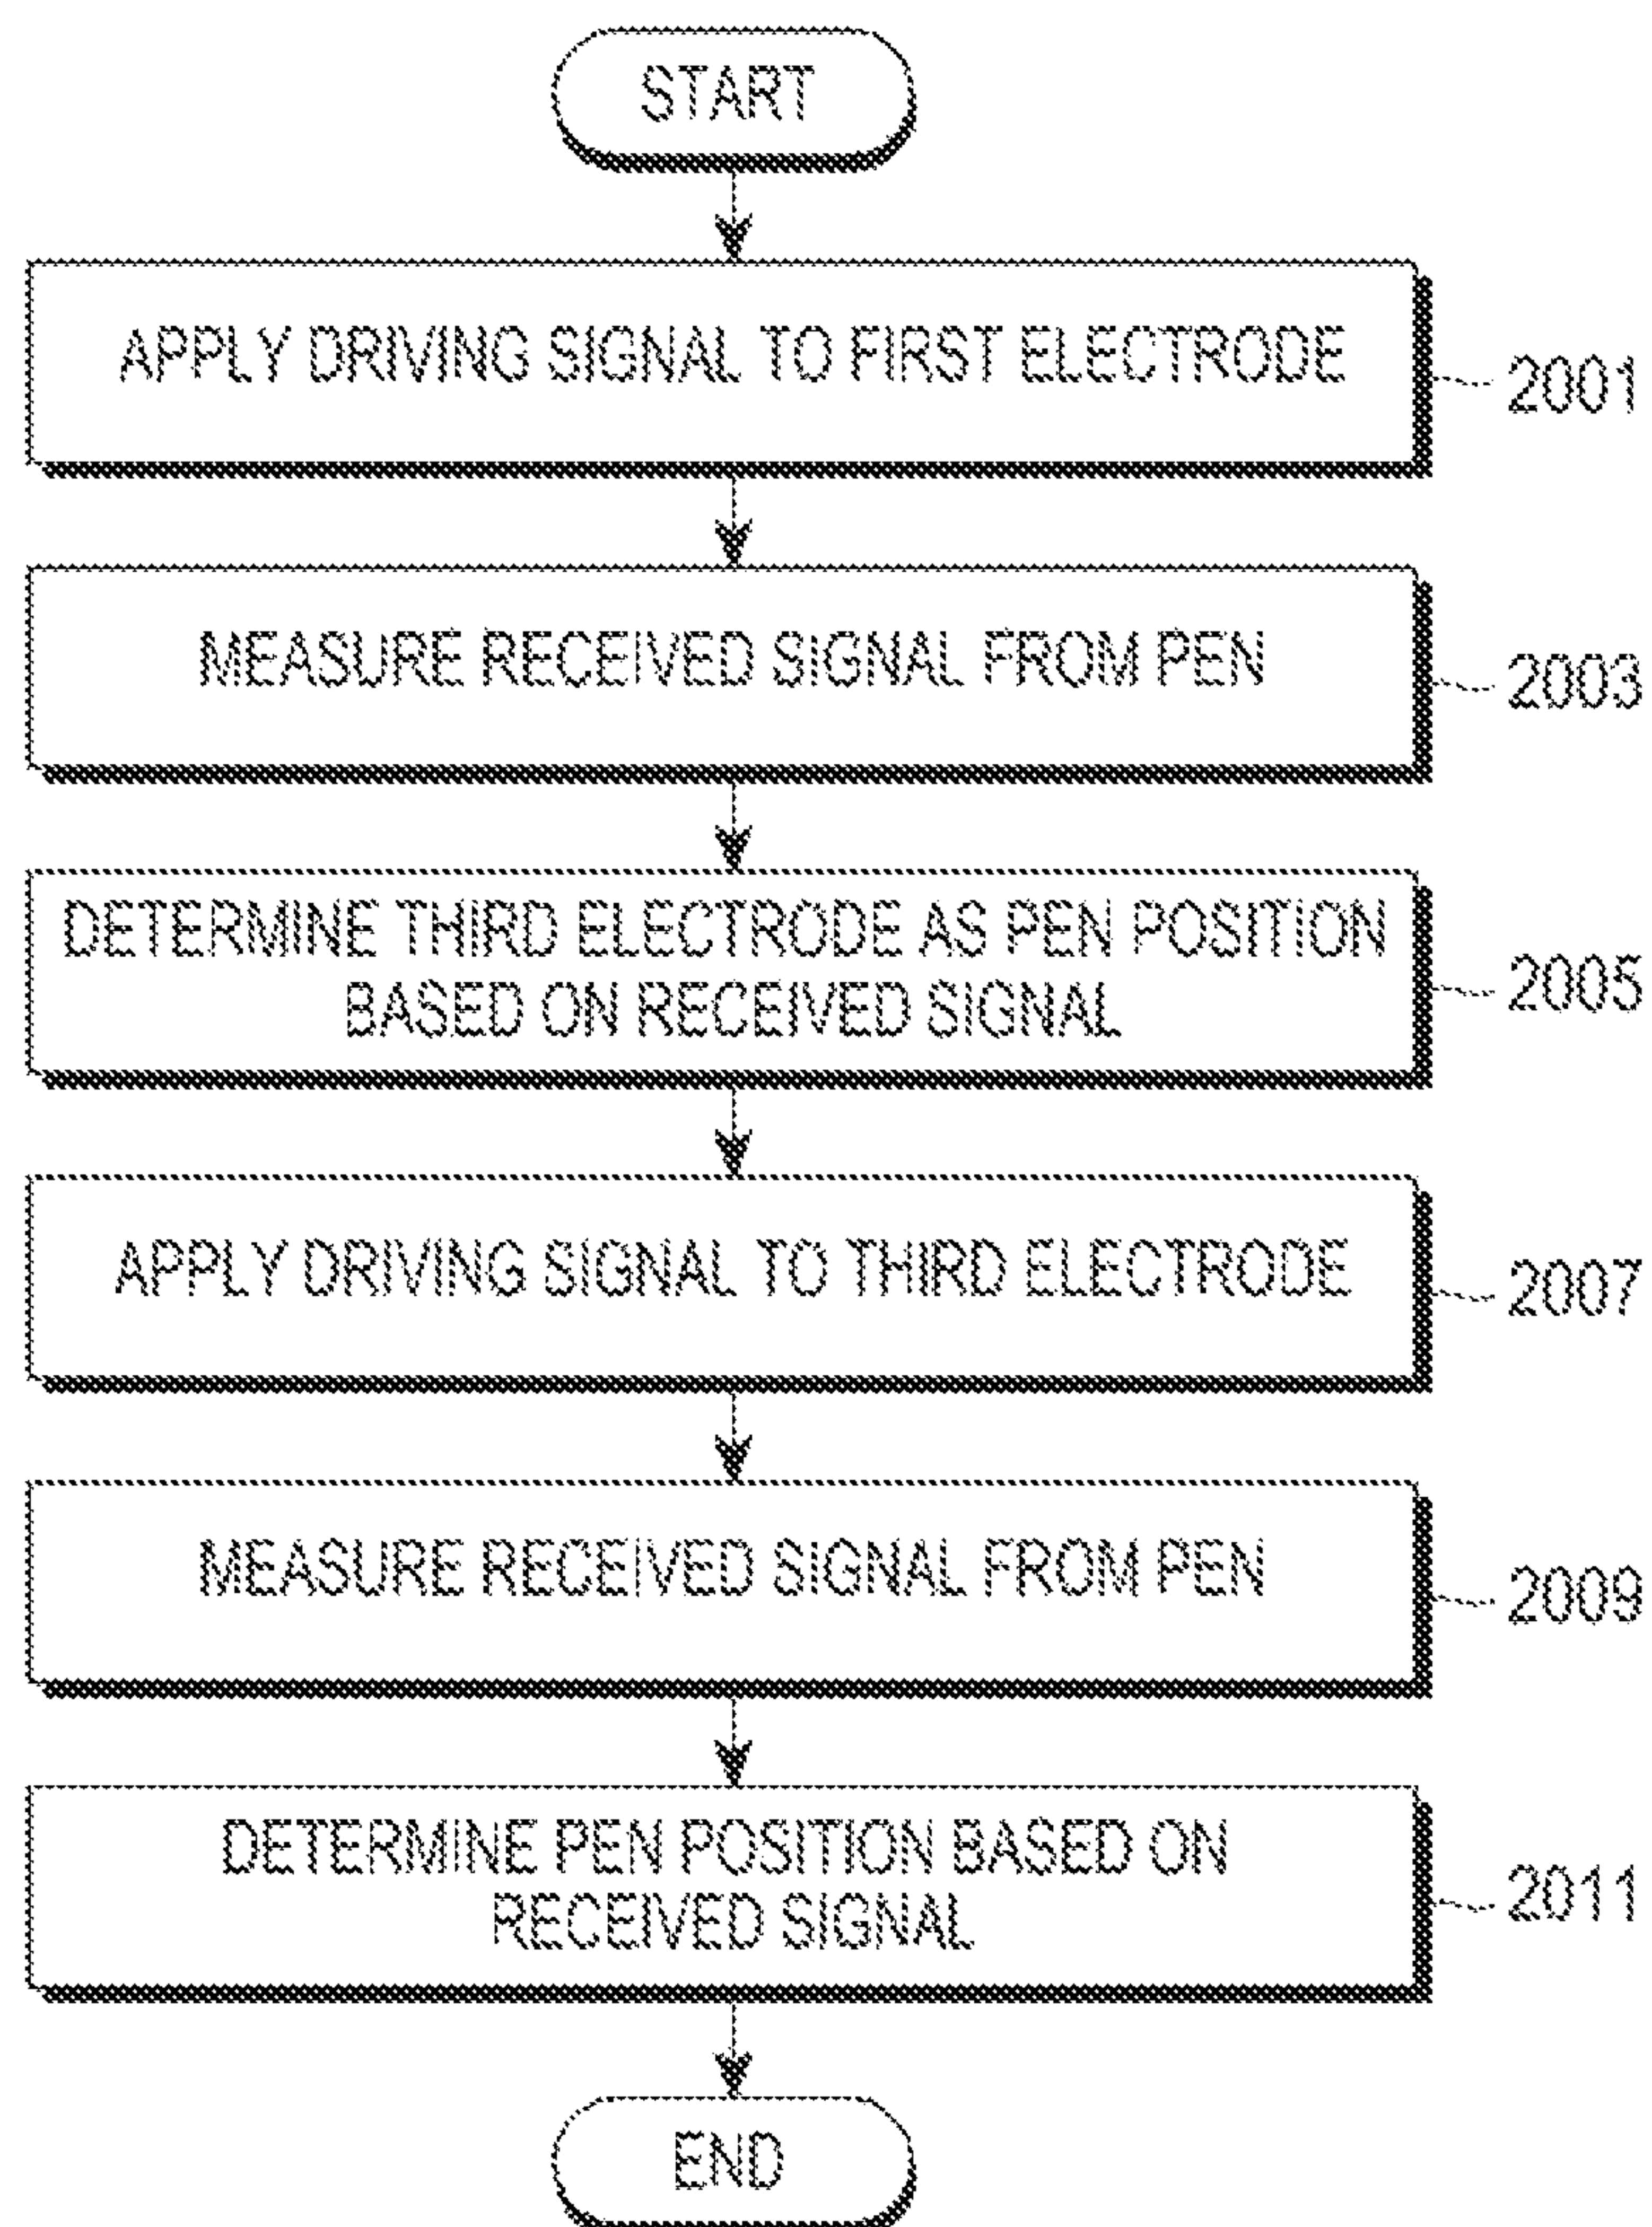 START
APPLY DRIVING SIGNAL TO FIRST ELECTRODE
2001
MEASURE RECEIVED SIGNAL FROM PEN
2003
DETERMINE THIRD ELECTRODE AS PEN POSITION
BASED ON RECEIVED SIGNAL
2005
APPLY DRIVING SIGNAL TO THIRD ELECTRODE
2007
MEASURE RECEIVED SIGNAL FROM PEN
2009
DETERMINE PEN POSITION BASED ON
RECEIVED SIGNAL
2011
END